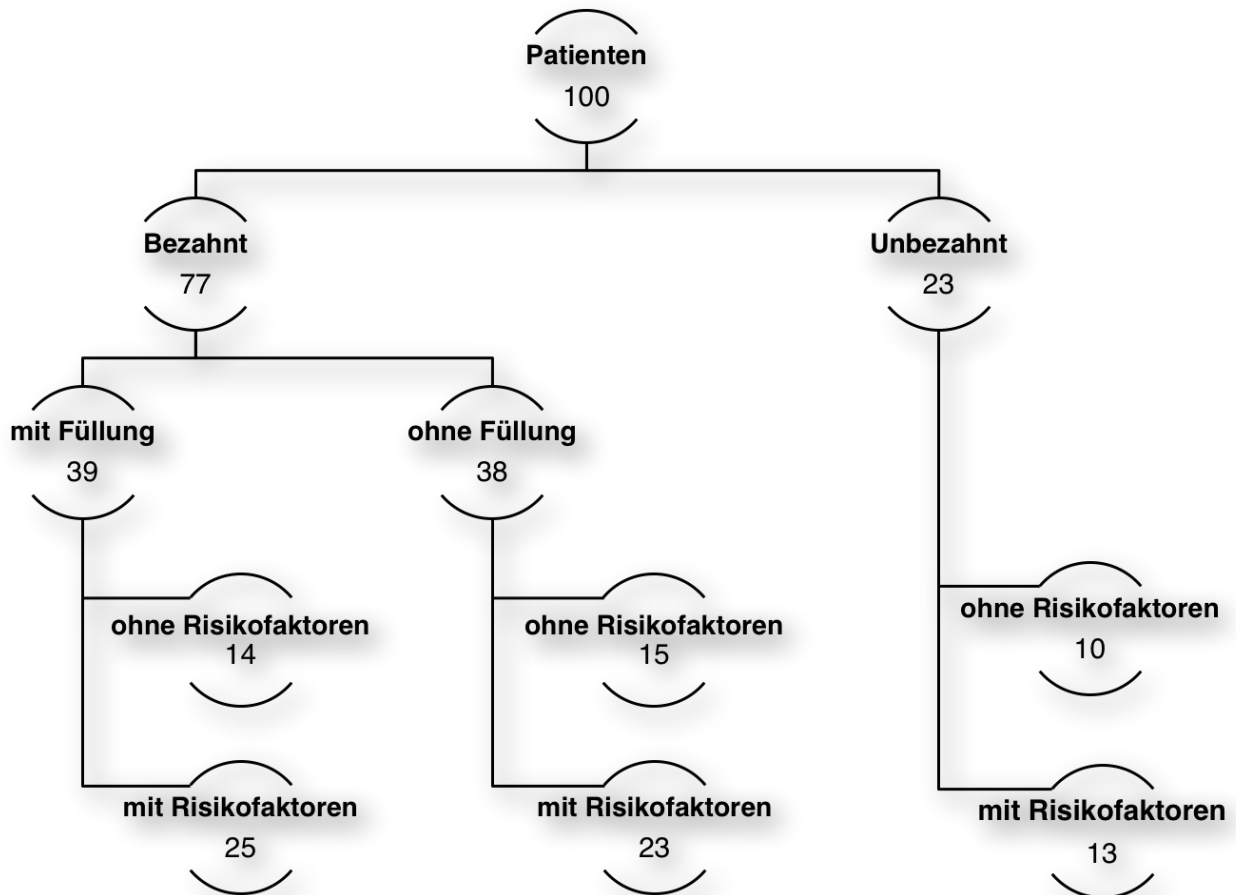 Patienten
100
Bezahnt
77
Unbezahnt
23
mit Füllung
39
ohne Füllung
38
ohne Risikofaktoren
14
ohne Risikofaktoren
15
ohne Risikofaktoren
10
mit Risikofaktoren
25
mit Risikofaktoren
23
mit Risikofaktoren
13